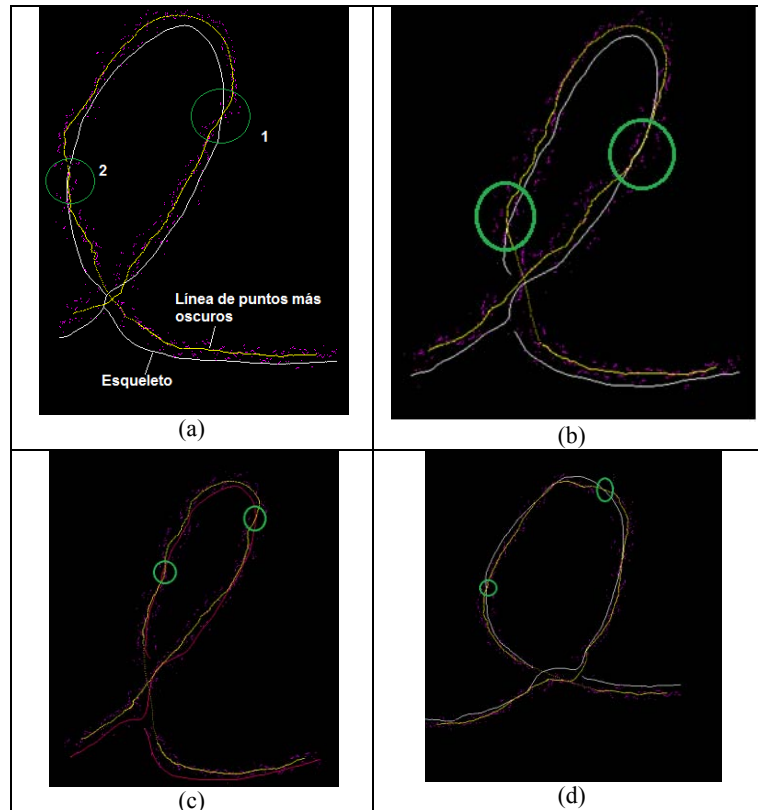 1
2
Línea de puntos más
oscuros
Esqueleto
(a)
(b)
(c)
(d)